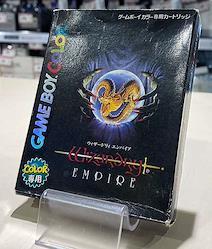 ゲームボーイカラー専用カートリッジ
GAME BOY COLOR
ウィザードリィ エンパイア
Wizardry®
EMPIRE
COLOR
専用